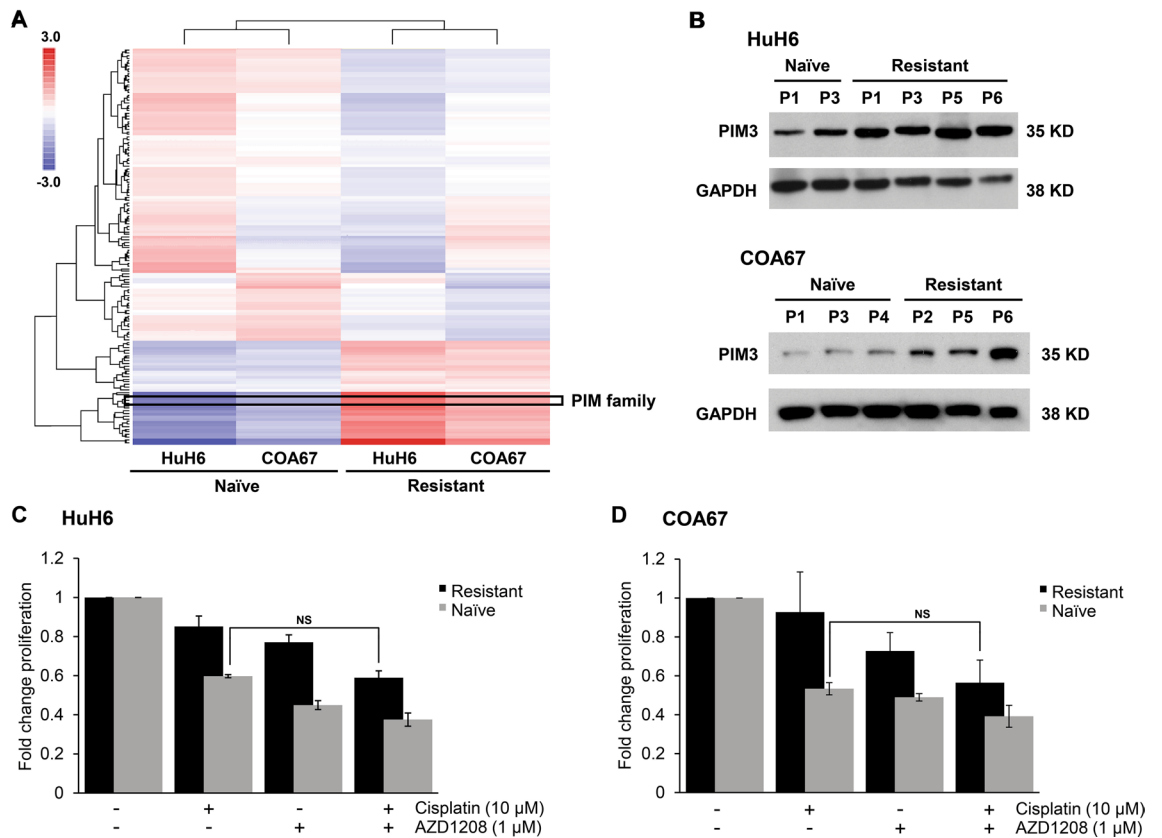 A
3.0
-3.0
PIM family
HuH6 COA67 HuH6 COA67
Naïve Resistant
B
HuH6
Naïve Resistant
P1 P3 P1 P3 P5 P6
PIM3 35 KD
GAPDH 38 KD
COA67
Naïve Resistant
P1 P3 P4 P2 P5 P6
PIM3 35 KD
GAPDH 38 KD
C HuH6
Fold change proliferation
1.2
1
0.8
0.6
0.4
0.2
0
NS
Resistant
Naïve
- + - + Cisplatin (10 µM)
- - + + AZD1208 (1 µM)
D COA67
Fold change proliferation
1.2
1
0.8
0.6
0.4
0.2
0
NS
Resistant
Naïve
- + - + Cisplatin (10 µM)
- - + + AZD1208 (1 µM)